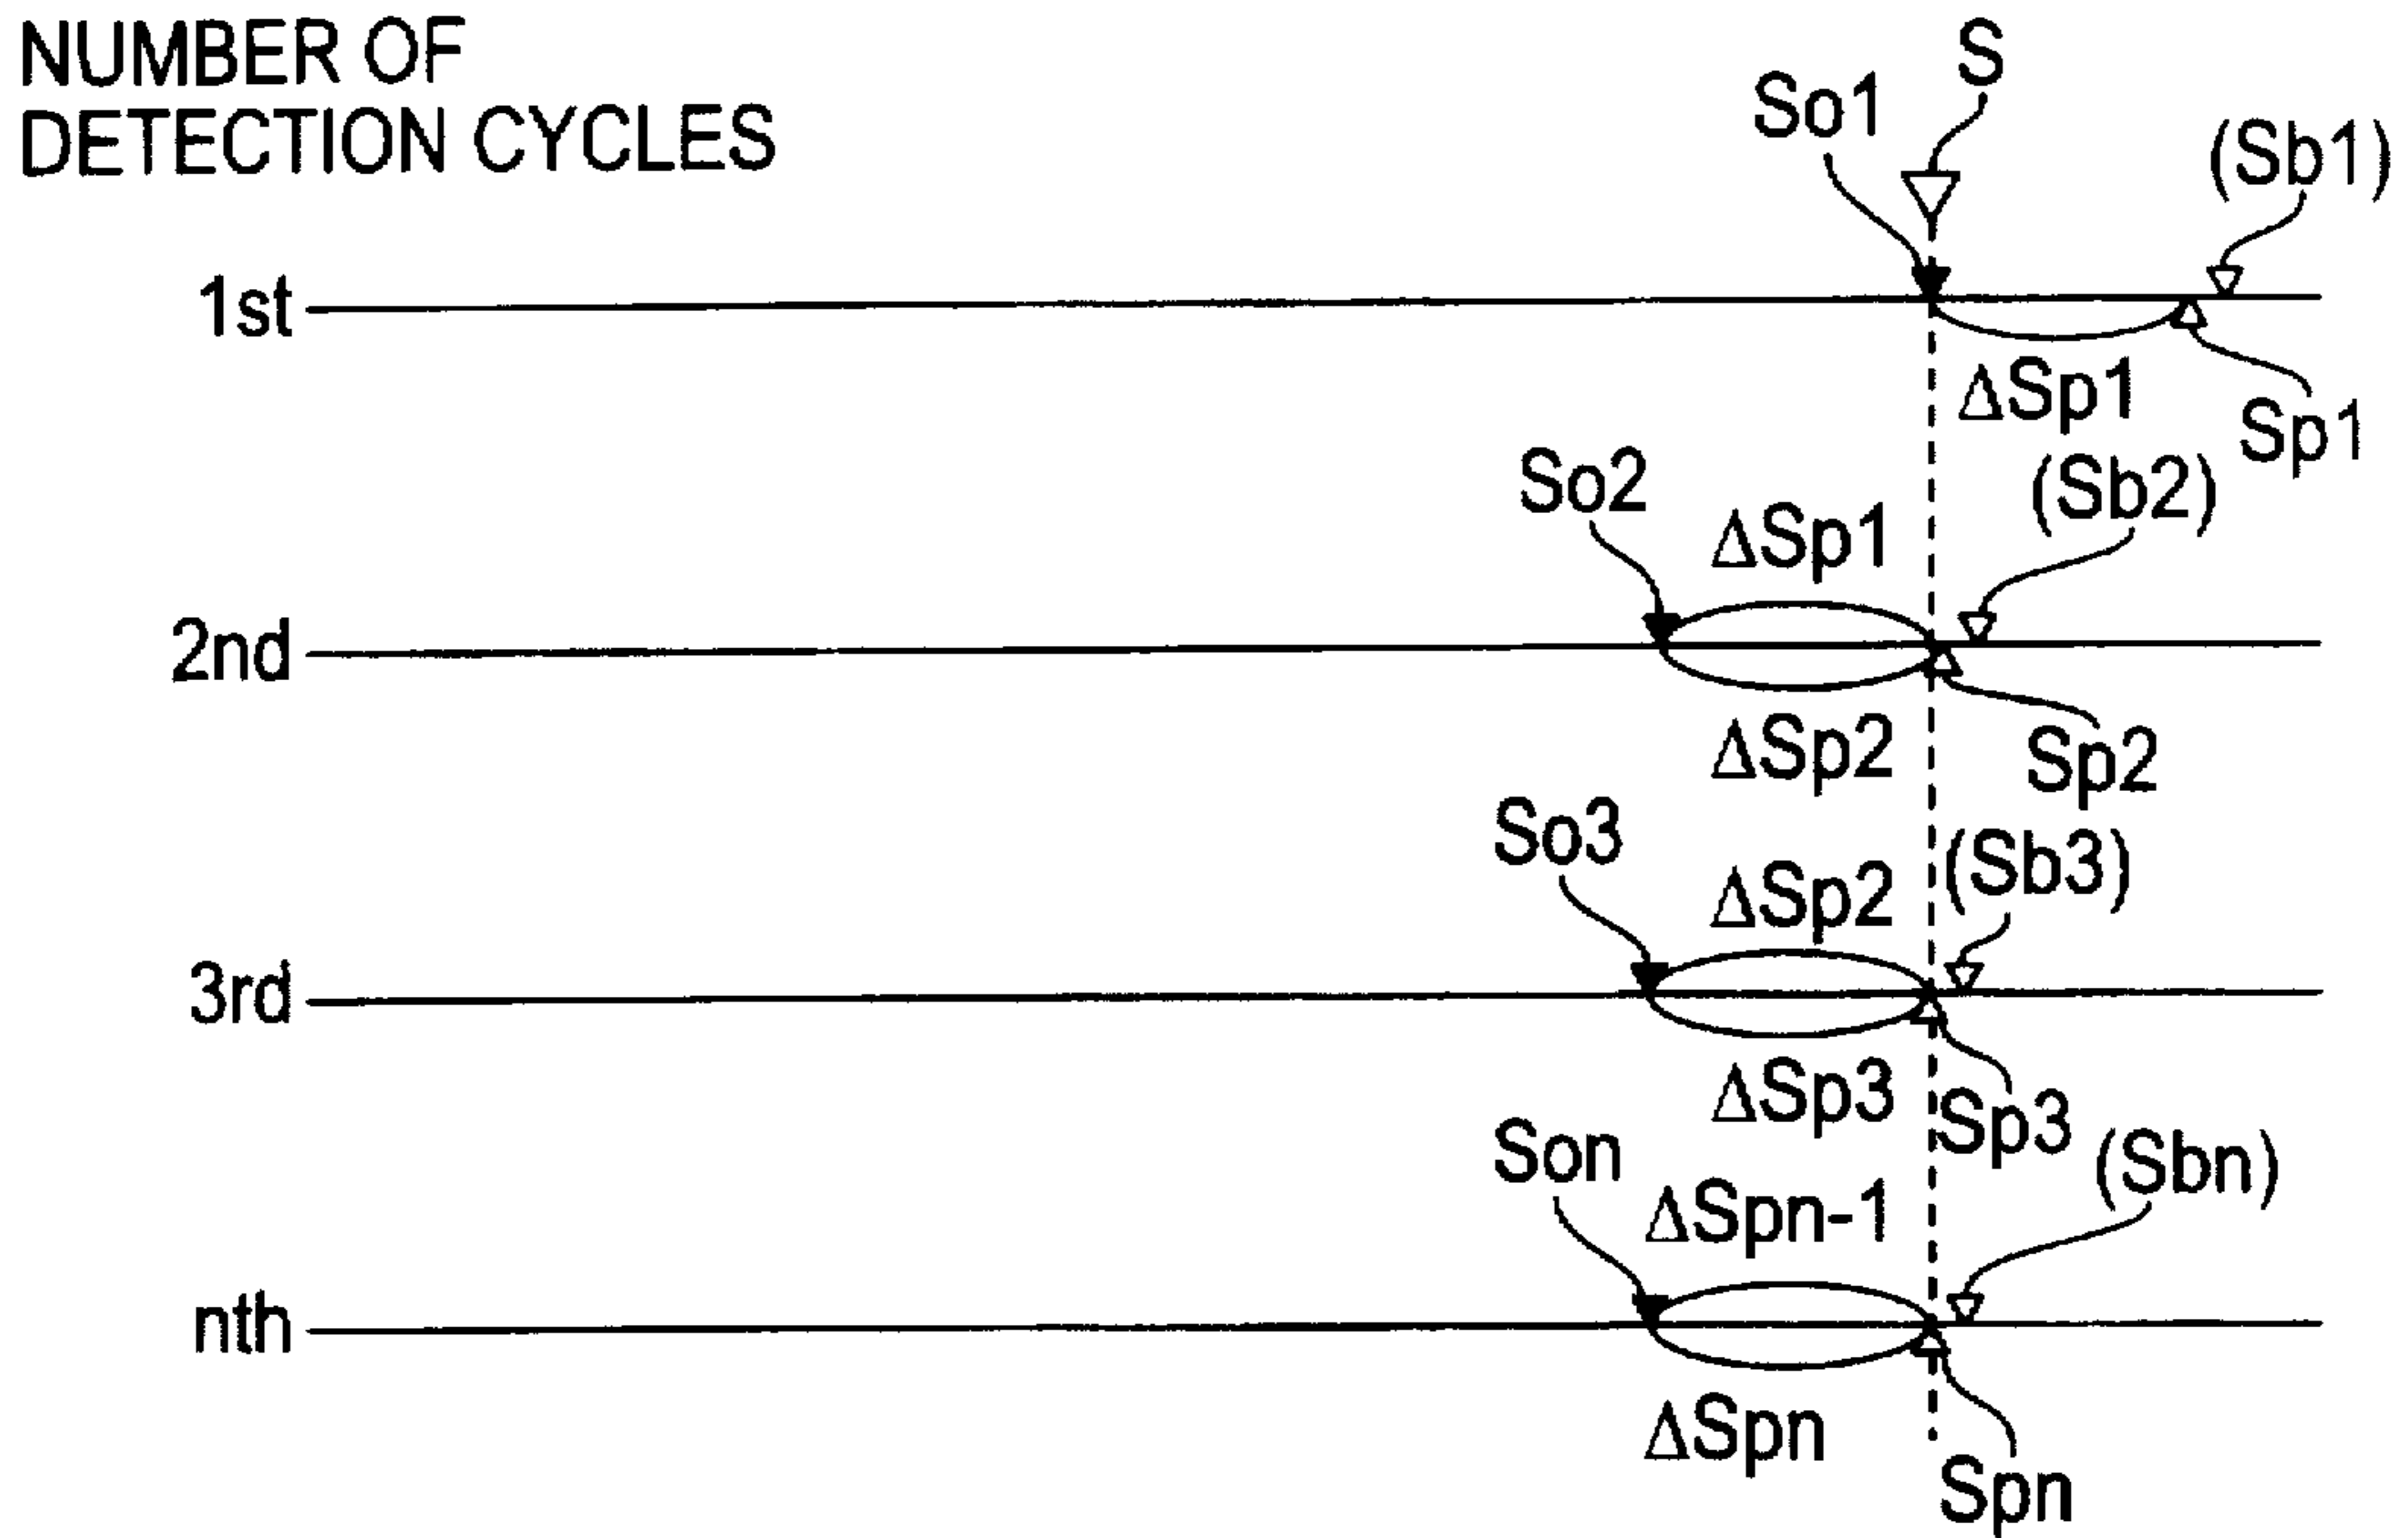 NUMBER OF
DETECTION CYCLES
S
So1
(Sb1)
1st
ΔSp1
Sp1
So2
ΔSp1
(Sb2)
2nd
ΔSp2
Sp2
So3
ΔSp2
(Sb3)
3rd
ΔSp3
Sp3
Son
ΔSpn-1
(Sbn)
nth
ΔSpn
Spn